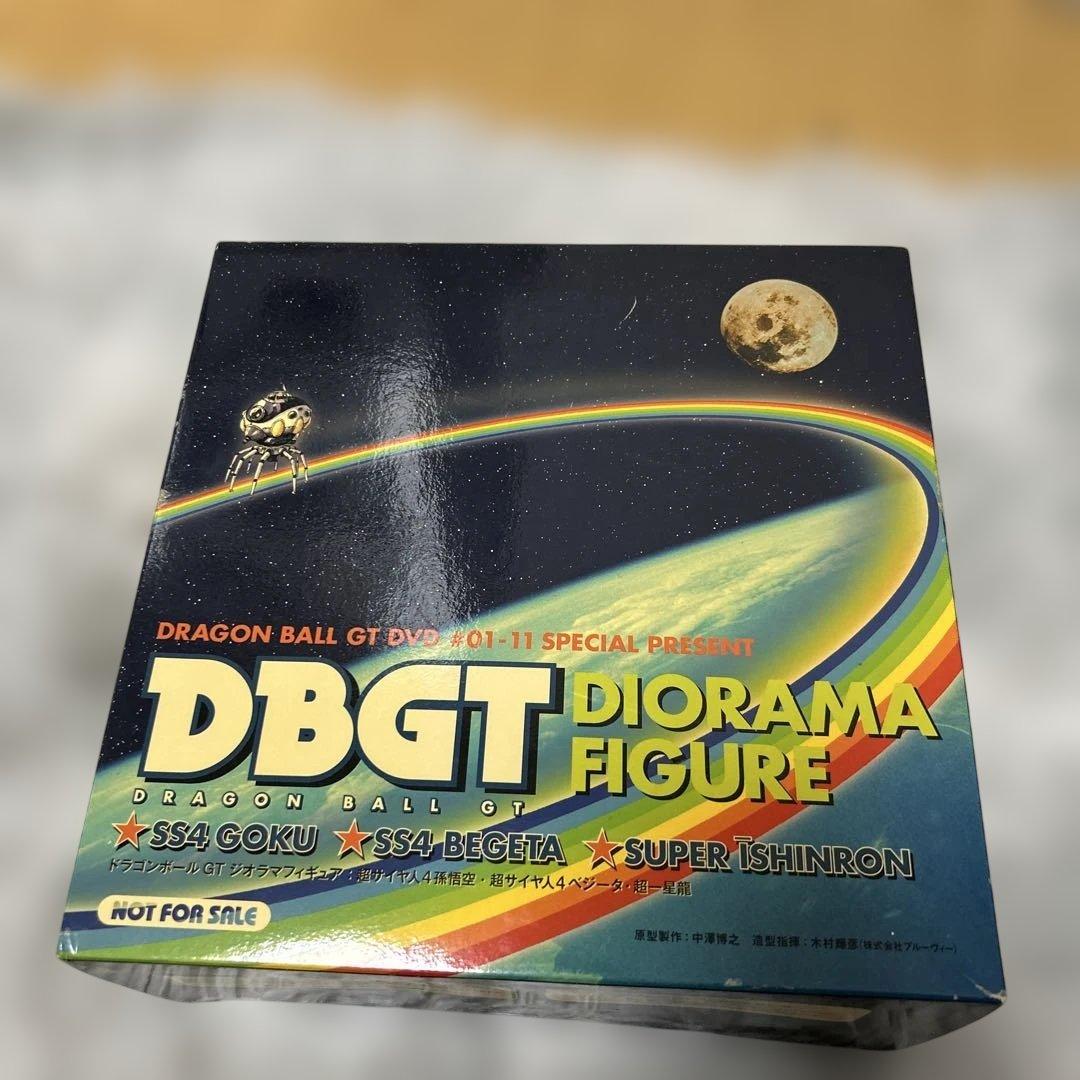 DRAGON BALL GT DVD #01-11 SPECIAL PRESENT
DBGT
DIORAMA
FIGURE
DRAGON BALL GT
★SS4 GOKU ★SS4 BEGETA ★SUPER ĪSHINRON
ドラゴンボール GT ジオラマフィギュア：超サイヤ人4孫悟空・超サイヤ人4ベジータ・超一星龍
NOT FOR SALE
原型製作：中澤博之 造型指揮：木村輝彦(株式会社ブルーヴィー)